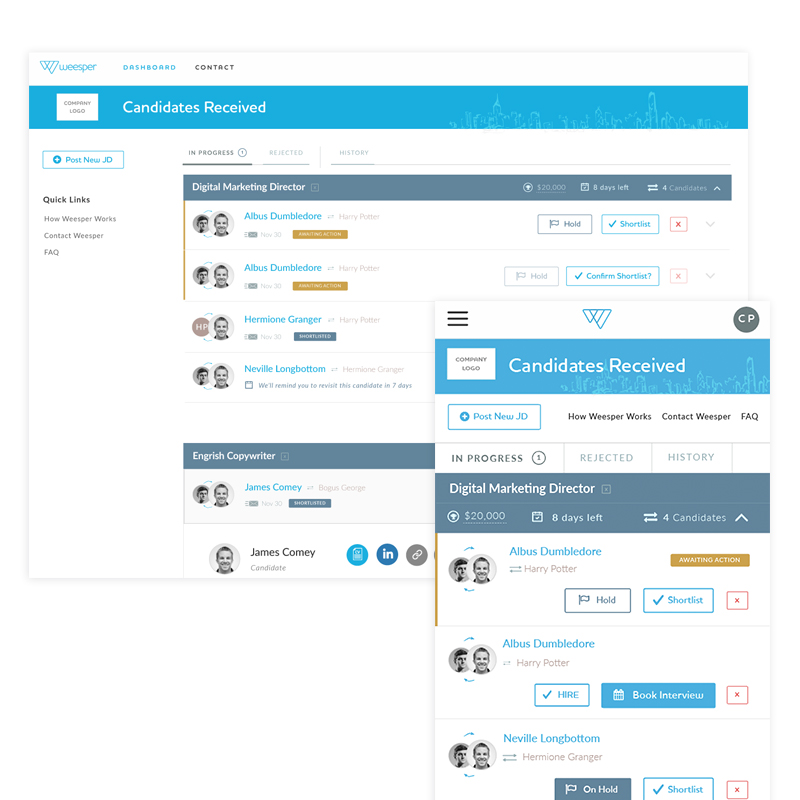 weesper DASHBOARD CONTACT
COMPANY
LOGO
Candidates Received
Post New JD
IN PROGRESS 1 REJECTED HISTORY
Quick Links
How Weesper Works
Contact Weesper
FAQ
Digital Marketing Director $20,000 8 days left 4 Candidates
Albus Dumbledore Harry Potter
Nov 30 AWAITING ACTION
Hold Shortlist x
Albus Dumbledore Harry Potter
Nov 30 AWAITING ACTION
Hold Confirm Shortlist? x
HP
Hermione Granger Harry Potter
Nov 30 SHORTLISTED
Neville Longbottom Hermione Granger
We'll remind you to revisit this candidate in 7 days
Engrish Copywriter
James Comey Bogus George
Nov 30 SHORTLISTED
James Comey
Candidate
in
C P
COMPANY
LOGO
Candidates Received
Post New JD How Weesper Works Contact Weesper FAQ
IN PROGRESS 1 REJECTED HISTORY
Digital Marketing Director
$20,000 8 days left 4 Candidates
Albus Dumbledore
Harry Potter
AWAITING ACTION
Hold Shortlist x
Albus Dumbledore
Harry Potter
HIRE Book Interview x
Neville Longbottom
Hermione Granger
On Hold Shortlist x